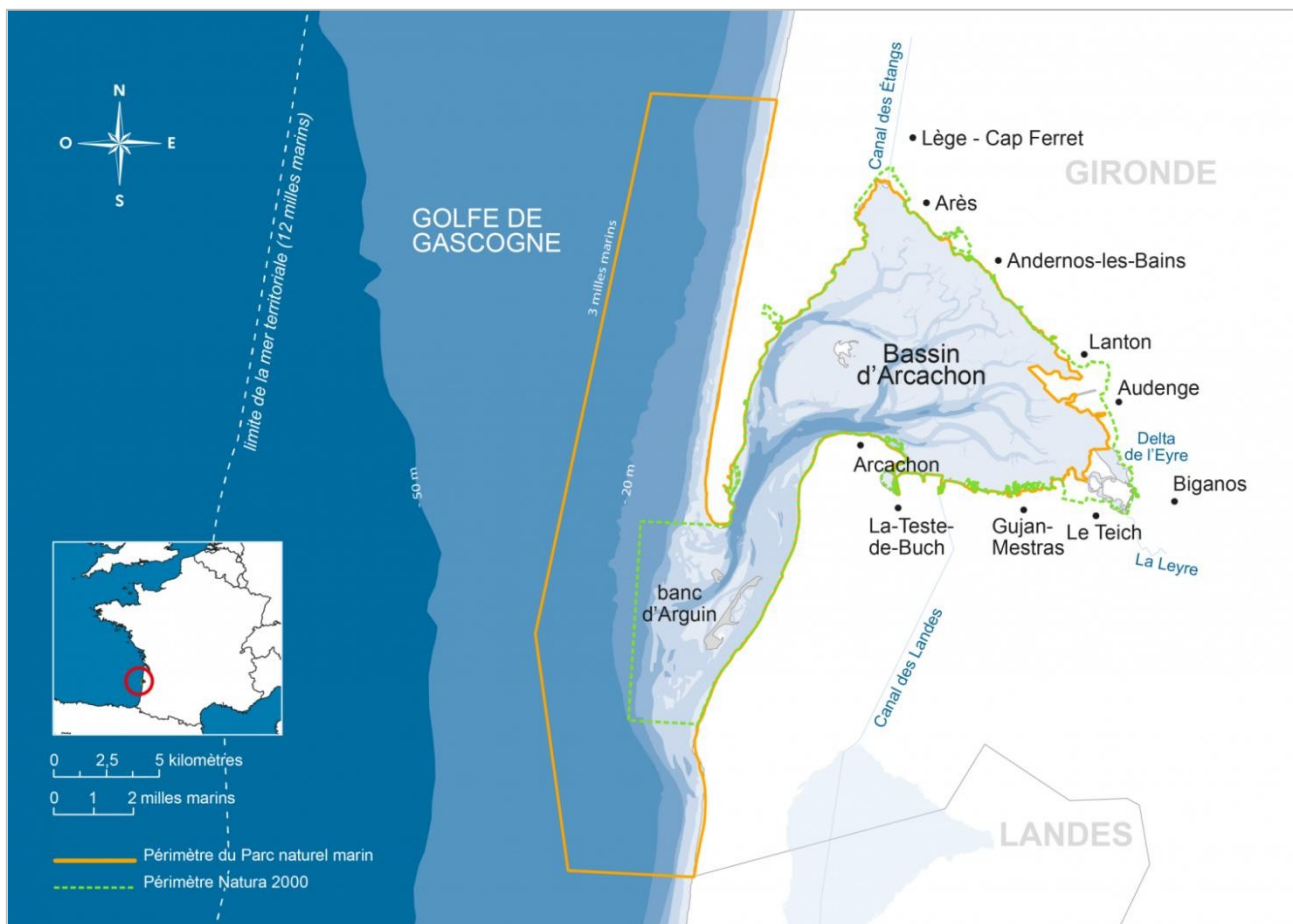 N
O
E
S
limite de la mer territoriale (12 milles marins)
GOLFE DE
GASCOGNE
3 milles marins
- 50 m
- 20 m
Canal des Étangs
Lège - Cap Ferret
GIRONDE
Arès
Andernos-les-Bains
Lanton
Bassin
d'Arcachon
Audenge
Delta
de l'Eyre
Arcachon
Biganos
La-Teste-
de-Buch
Gujan-
Mestras
Le Teich
La Leyre
banc
d'Arguin
Canal des Landes
LANDES
0 2,5 5 kilomètres
0 1 2 milles marins
Périmètre du Parc naturel marin
Périmètre Natura 2000